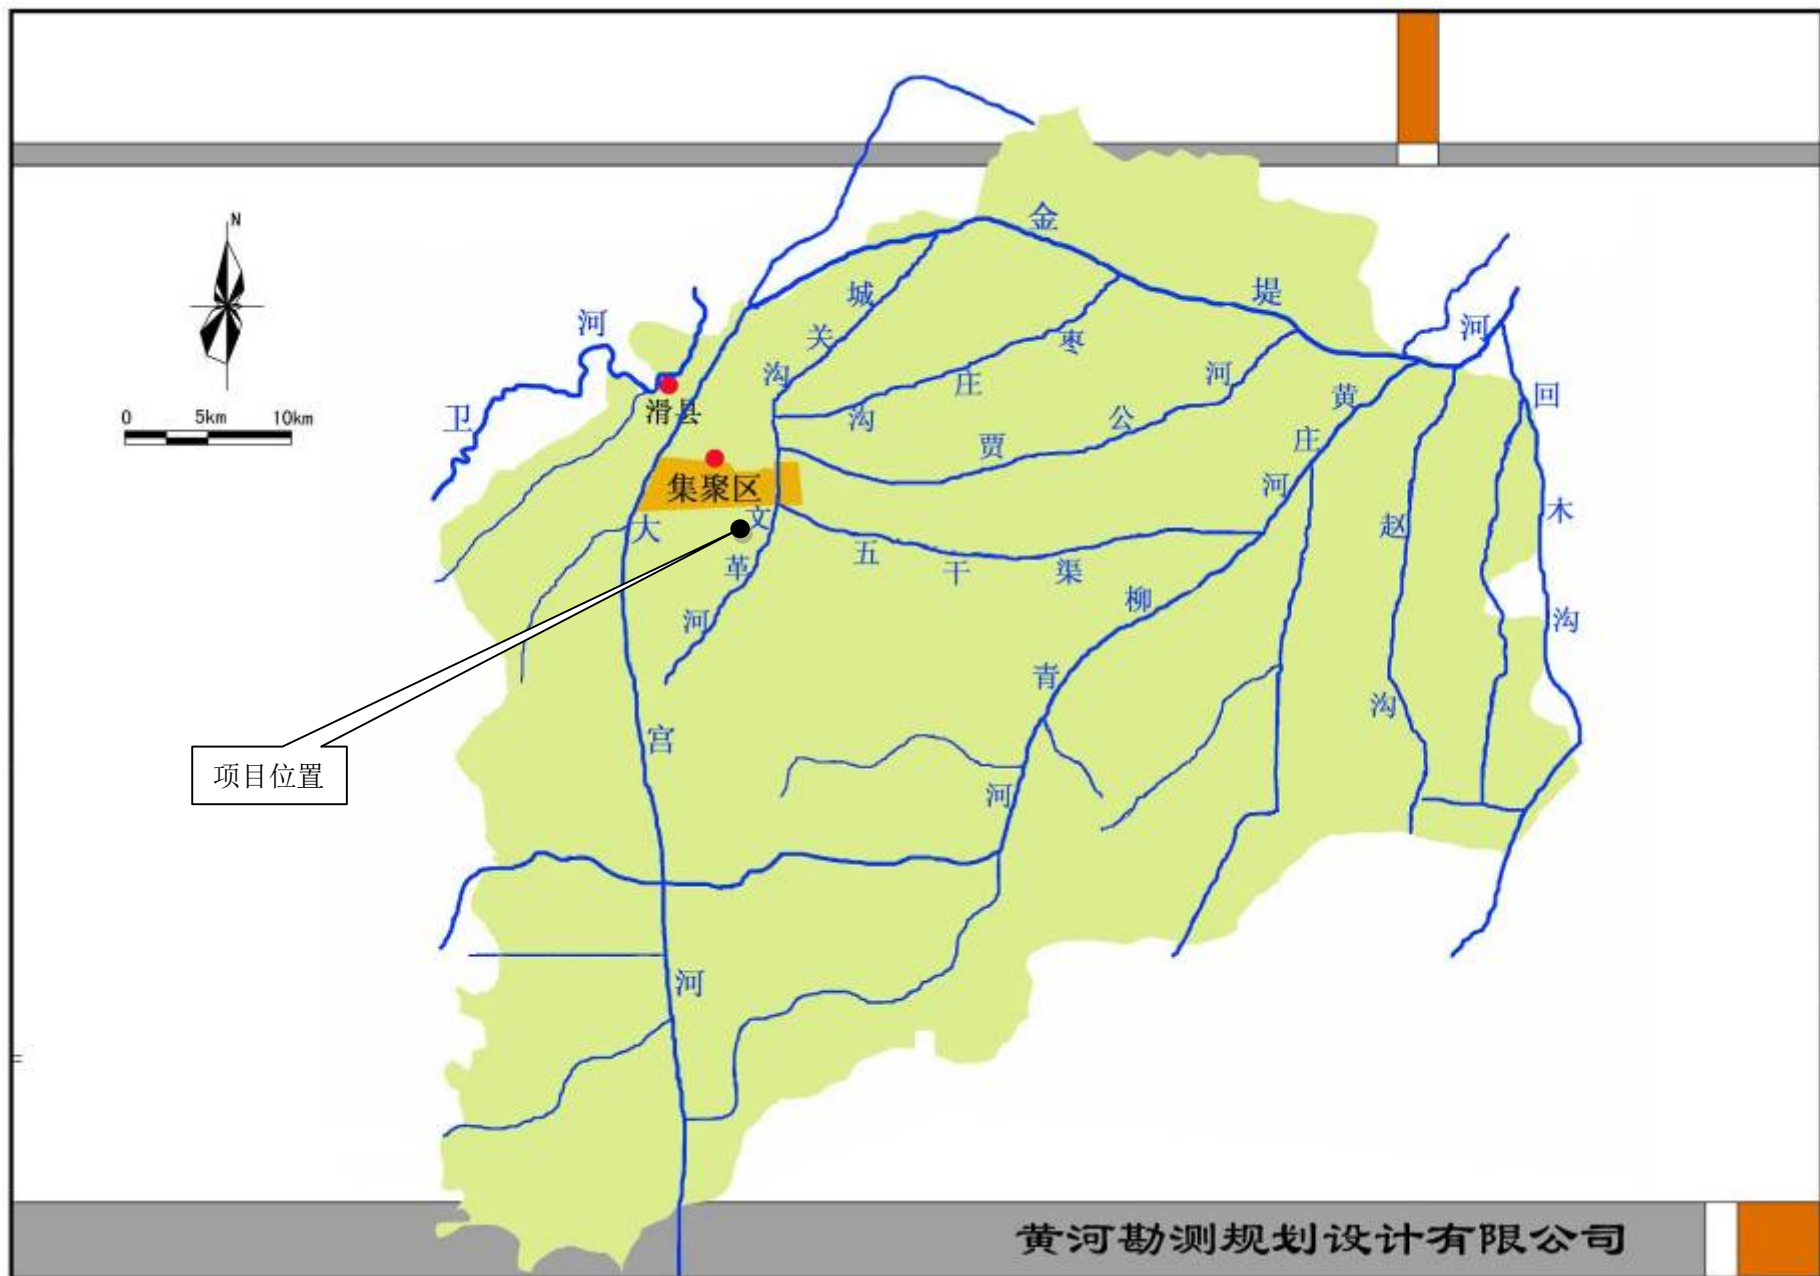 N
0 5km 10km
卫河
滑县
集聚区
金堤河
城关沟
枣庄沟
贾公河
五干渠
文革河
大宫河
青柳河
黄庄河
赵沟
回木沟
项目位置
黄河勘测规划设计有限公司